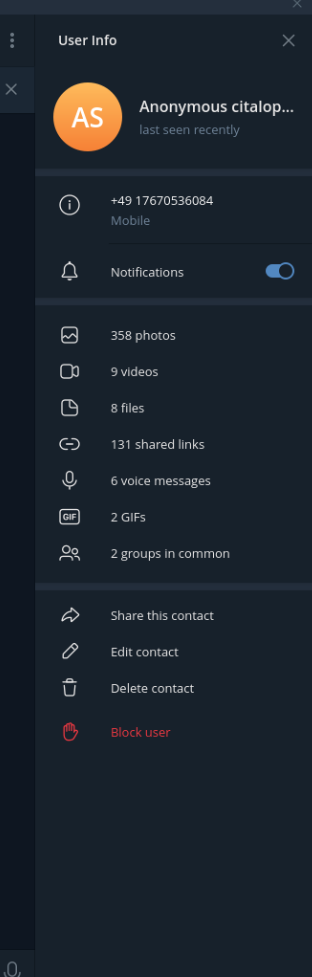 User Info
AS
Anonymous citalop...
last seen recently
+49 17670536084
Mobile
Notifications
358 photos
9 videos
8 files
131 shared links
6 voice messages
GIF
2 GIFs
2 groups in common
Share this contact
Edit contact
Delete contact
Block user